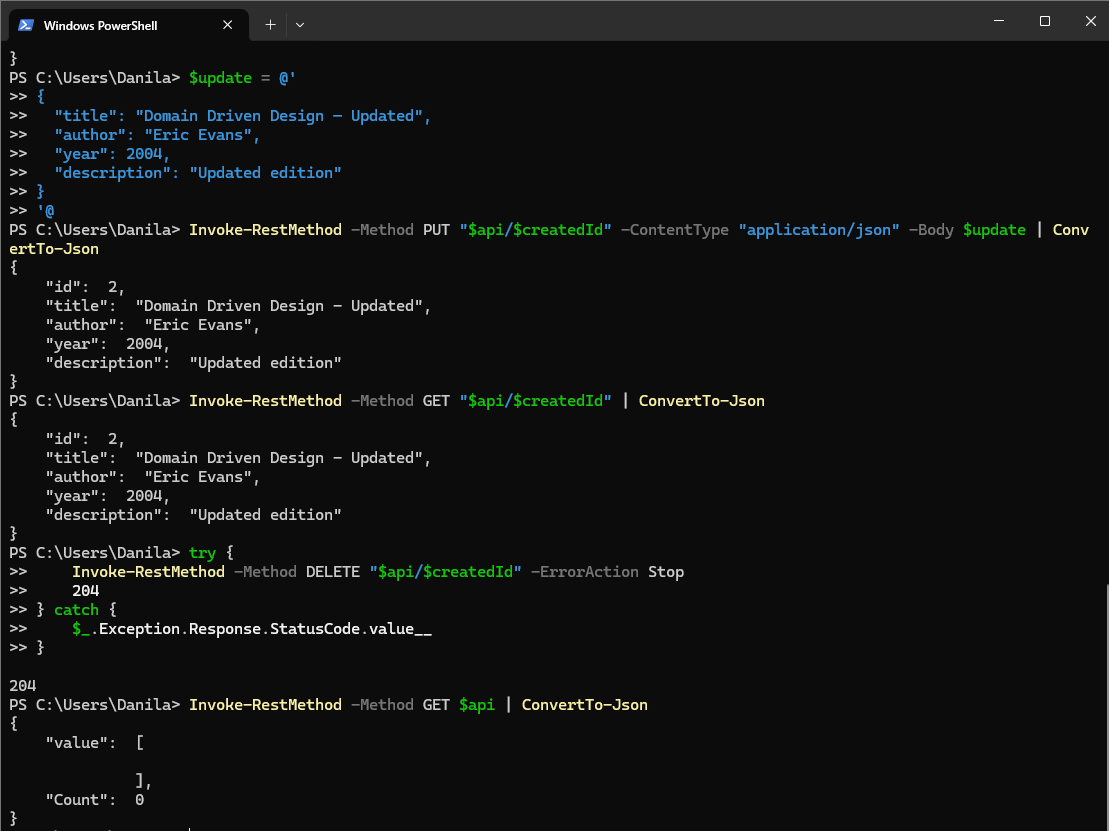 Windows PowerShell
}
PS C:\Users\Danila> $update = @'
>> {
>>   "title": "Domain Driven Design - Updated",
>>   "author": "Eric Evans",
>>   "year": 2004,
>>   "description": "Updated edition"
>> }
>> '@
PS C:\Users\Danila> Invoke-RestMethod -Method PUT "$api/$createdId" -ContentType "application/json" -Body $update | Conv
ertTo-Json
{
    "id":  2,
    "title":  "Domain Driven Design - Updated",
    "author":  "Eric Evans",
    "year":  2004,
    "description":  "Updated edition"
}
PS C:\Users\Danila> Invoke-RestMethod -Method GET "$api/$createdId" | ConvertTo-Json
{
    "id":  2,
    "title":  "Domain Driven Design - Updated",
    "author":  "Eric Evans",
    "year":  2004,
    "description":  "Updated edition"
}
PS C:\Users\Danila> try {
>>     Invoke-RestMethod -Method DELETE "$api/$createdId" -ErrorAction Stop
>>     204
>> } catch {
>>     $_.Exception.Response.StatusCode.value__
>> }

204
PS C:\Users\Danila> Invoke-RestMethod -Method GET $api | ConvertTo-Json
{
    "value":  [

              ],
    "Count":  0
}